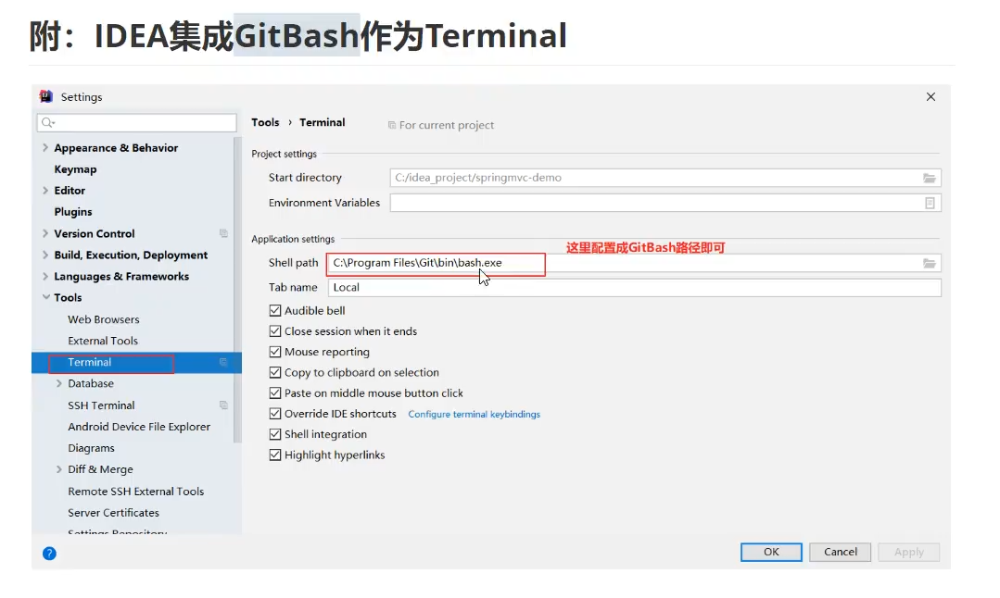 附：IDEA集成GitBash作为Terminal
Settings
Appearance & Behavior
Keymap
Editor
Plugins
Version Control
Build, Execution, Deployment
Languages & Frameworks
Tools
Web Browsers
External Tools
Terminal
Database
SSH Terminal
Android Device File Explorer
Diagrams
Diff & Merge
Remote SSH External Tools
Server Certificates
Settings Repository
Tools › Terminal
For current project
Project settings
Start directory C:/idea_project/springmvc-demo
Environment Variables
Application settings
这里配置成GitBash路径即可
Shell path C:\Program Files\Git\bin\bash.exe
Tab name Local
Audible bell
Close session when it ends
Mouse reporting
Copy to clipboard on selection
Paste on middle mouse button click
Override IDE shortcuts Configure terminal keybindings
Shell integration
Highlight hyperlinks
?
OK Cancel Apply